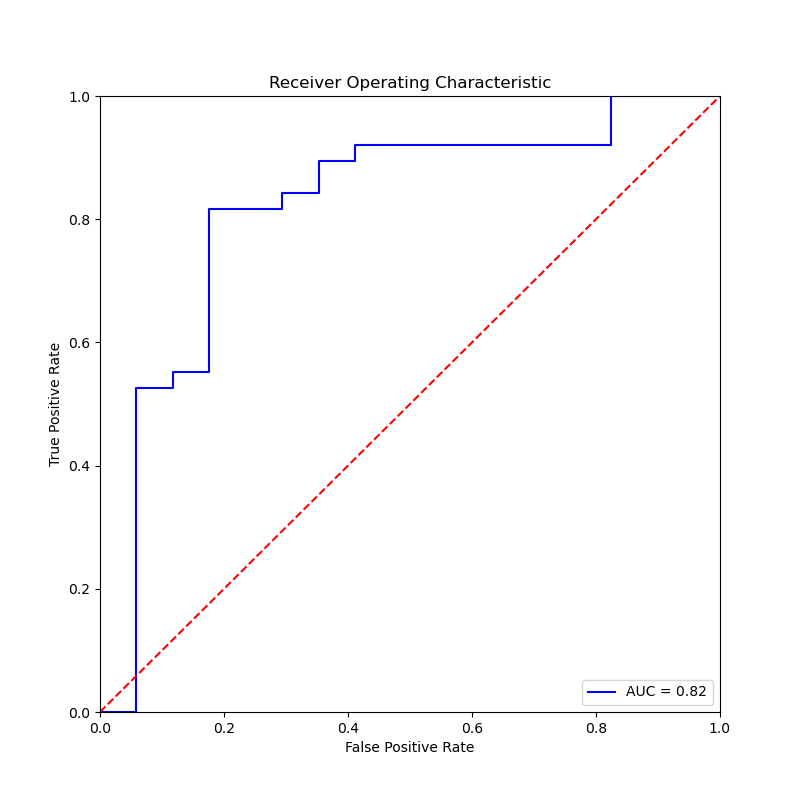 Receiver Operating Characteristic
1.0
0.8
0.6
0.4
0.2
0.0
True Positive Rate
AUC = 0.82
0.0 0.2 0.4 0.6 0.8 1.0
False Positive Rate